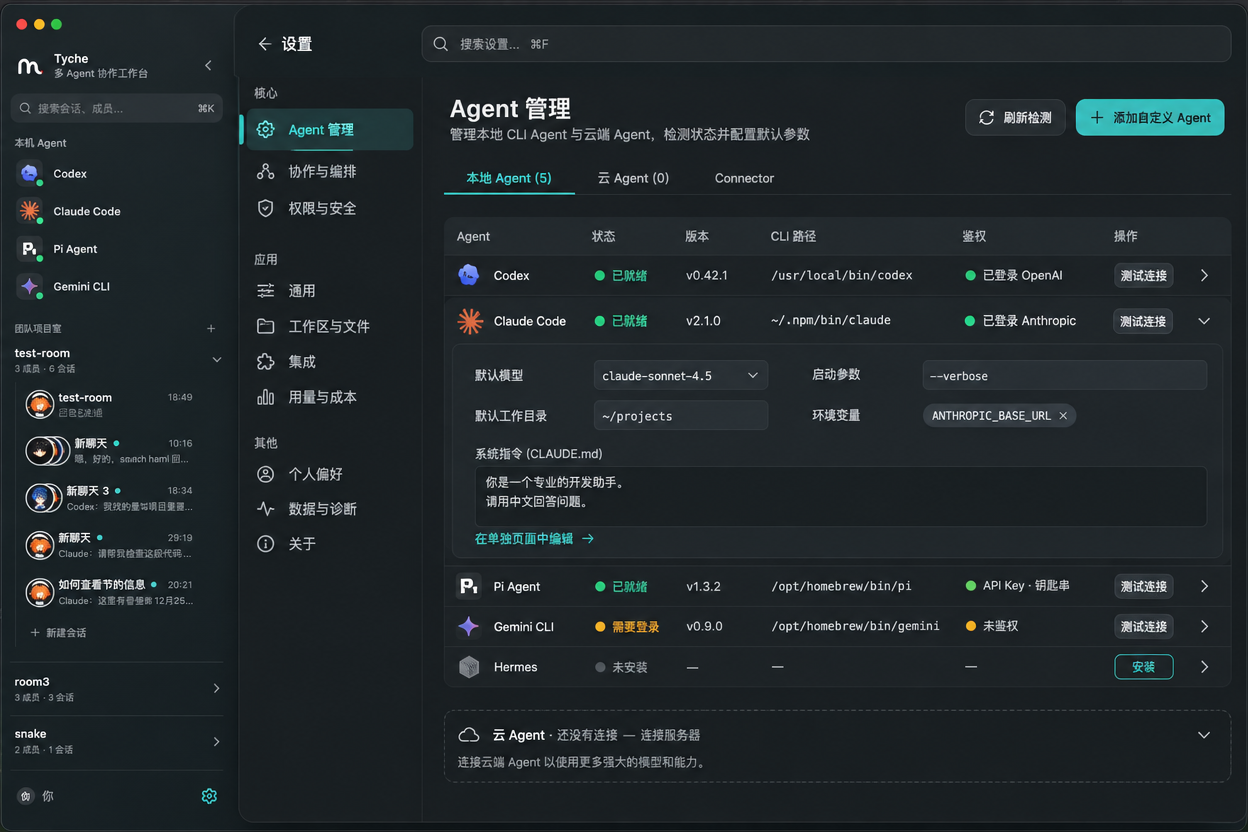 Tyche
多 Agent 协作工作台
搜索会话、成员... ⌘K
本机 Agent
Codex
Claude Code
Pi Agent
Gemini CLI
团队项目室 +
test-room
3 成员 · 6 会话
test-room 18:49
新聊天 10:16
嗯，好的，
新聊天 3 18:34
Codex：
新聊天 29:19
Claude：请帮我检查这段代码...
如何查看节的信息 20:21
Claude： 12月25...
+ 新建会话
room3
3 成员 · 3 会话
snake
2 成员 · 1 会话
你 你
← 设置
搜索设置... ⌘F
核心
Agent 管理
协作与编排
权限与安全
应用
通用
工作区与文件
集成
用量与成本
其他
个人偏好
数据与诊断
关于
Agent 管理
管理本地 CLI Agent 与云端 Agent，检测状态并配置默认参数
刷新检测
+ 添加自定义 Agent
本地 Agent (5) 云 Agent (0) Connector
Agent 状态 版本 CLI 路径 鉴权 操作
Codex 已就绪 v0.42.1 /usr/local/bin/codex 已登录 OpenAI 测试连接
Claude Code 已就绪 v2.1.0 ~/.npm/bin/claude 已登录 Anthropic 测试连接
默认模型 claude-sonnet-4.5 启动参数 --verbose
默认工作目录 ~/projects 环境变量 ANTHROPIC_BASE_URL ×
系统指令 (CLAUDE.md)
你是一个专业的开发助手。
请用中文回答问题。
在单独页面中编辑 →
Pi Agent 已就绪 v1.3.2 /opt/homebrew/bin/pi API Key · 钥匙串 测试连接
Gemini CLI 需要登录 v0.9.0 /opt/homebrew/bin/gemini 未鉴权 测试连接
Hermes 未安装 — — — 安装
云 Agent · 还没有连接 — 连接服务器
连接云端 Agent 以使用更多强大的模型和能力。